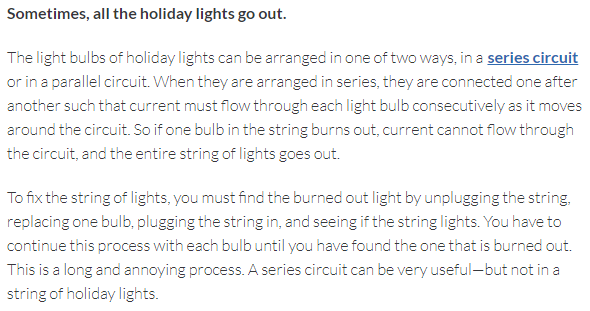 Sometimes, all the holiday lights go out.
The light bulbs of holiday lights can be arranged in one of two ways, in a series circuit
or in a parallel circuit. When they are arranged in series, they are connected one after
another such that current must flow through each light bulb consecutively as it moves
around the circuit. So if one bulb in the string burns out, current cannot flow through
the circuit, and the entire string of lights goes out.
To fix the string of lights, you must find the burned out light by unplugging the string,
replacing one bulb, plugging the string in, and seeing if the string lights. You have to
continue this process with each bulb until you have found the one that is burned out.
This is a long and annoying process. A series circuit can be very useful—but not in a
string of holiday lights.